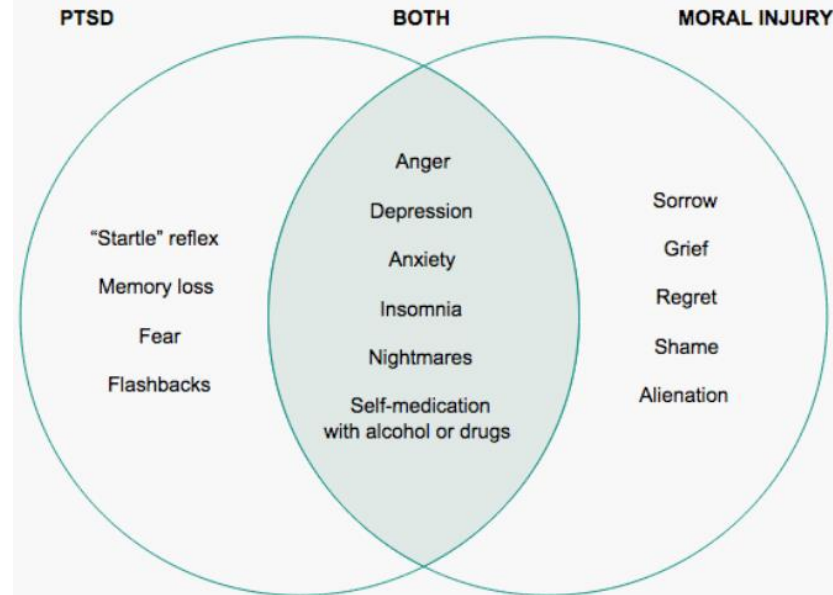 PTSD
BOTH
MORAL INJURY
“Startle” reflex
Memory loss
Fear
Flashbacks
Anger
Depression
Anxiety
Insomnia
Nightmares
Self-medication
with alcohol or drugs
Sorrow
Grief
Regret
Shame
Alienation